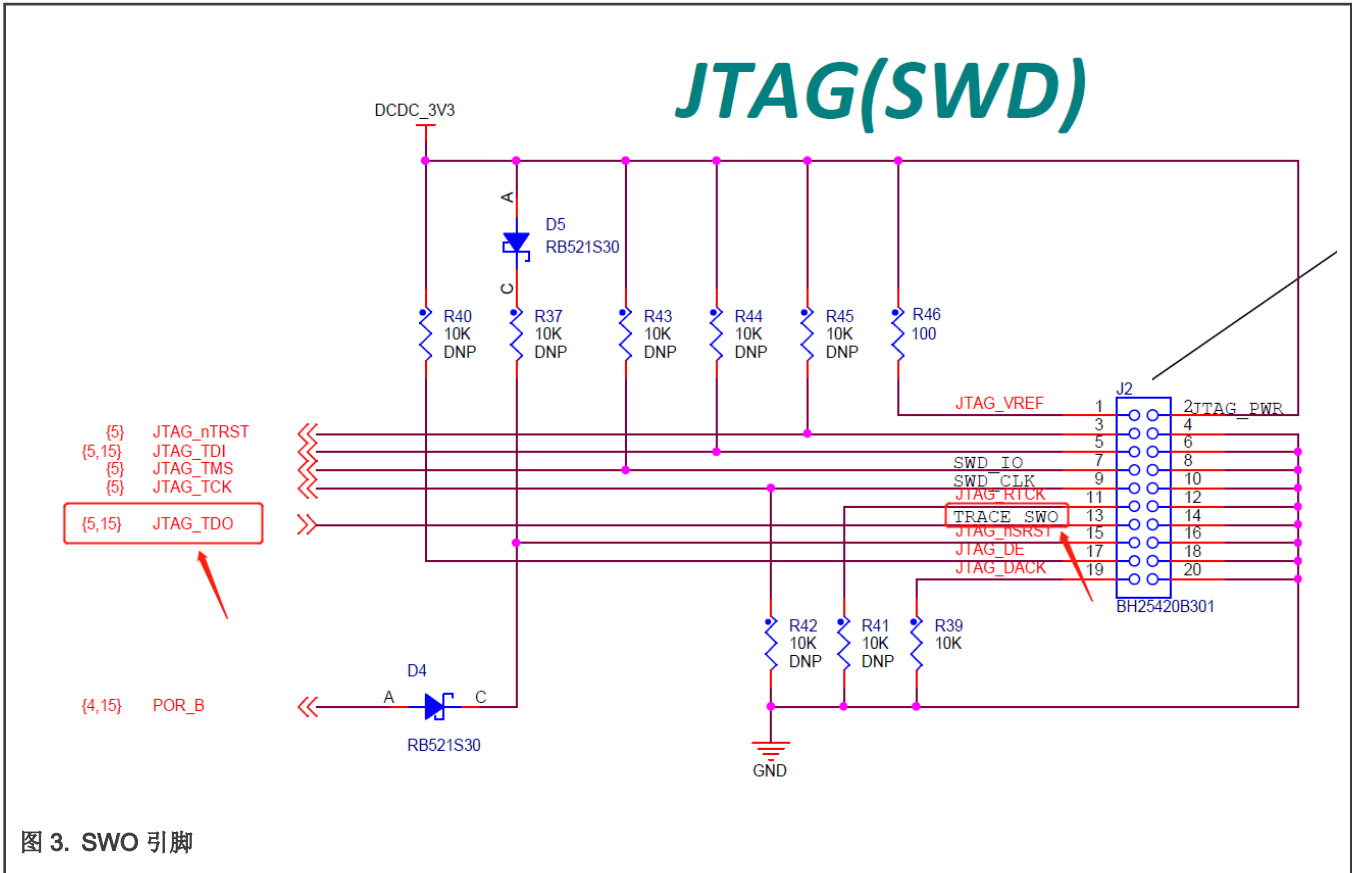 JTAG(SWD)
DCDC_3V3
A
D5
RB521S30
C
R40
10K
DNP
R37
10K
DNP
R43
10K
DNP
R44
10K
DNP
R45
10K
DNP
R46
100
J2
JTAG_VREF 1 2 JTAG_PWR
3 4
5 6
SWD_IO 7 8
SWD_CLK 9 10
JTAG_RTCK 11 12
TRACE_SWO 13 14
JTAG_nSRST 15 16
JTAG_DE 17 18
JTAG_DACK 19 20
BH25420B301
{5} JTAG_nTRST
{5,15} JTAG_TDI
{5} JTAG_TMS
{5} JTAG_TCK
{5,15} JTAG_TDO
R42
10K
DNP
R41
10K
DNP
R39
10K
D4
{4,15} POR_B
A C
RB521S30
GND
图 3. SWO 引脚